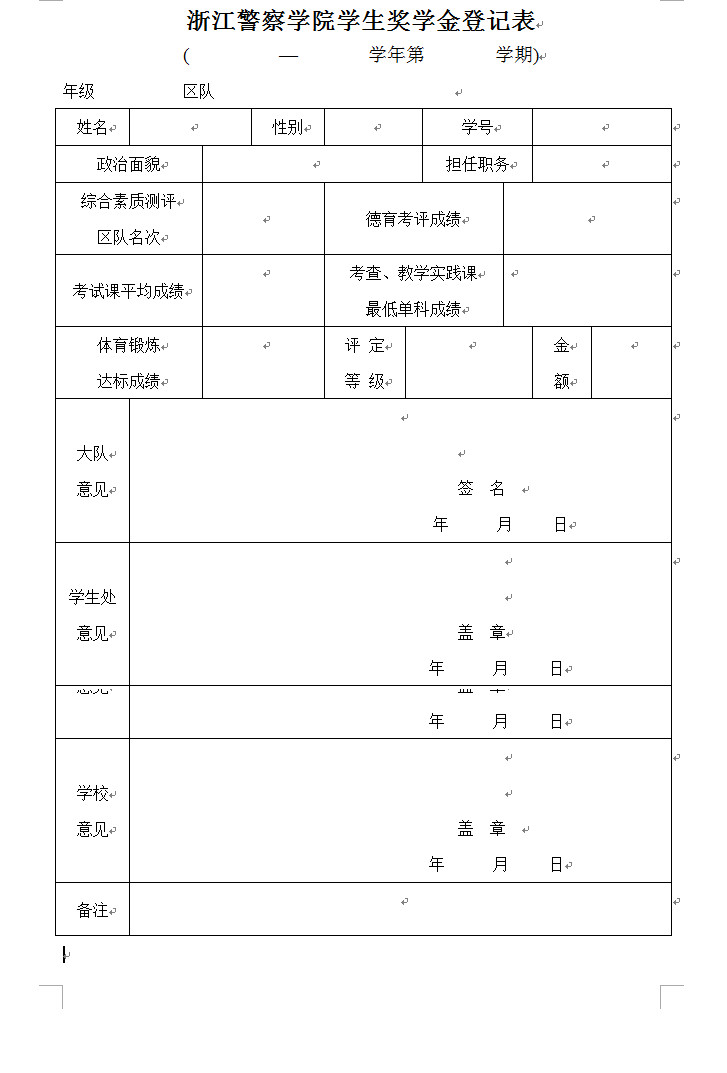 浙江警察学院学生奖学金登记表
( — 学年第 学期)
年级 区队
姓名 性别 学号
政治面貌 担任职务
综合素质测评
区队名次
德育考评成绩
考试课平均成绩
考查、教学实践课
最低单科成绩
体育锻炼
达标成绩
评 定
等 级
金
额
大队
意见
签 名
年 月 日
学生处
意见
盖 章
年 月 日
年 月 日
学校
意见
盖 章
年 月 日
备注